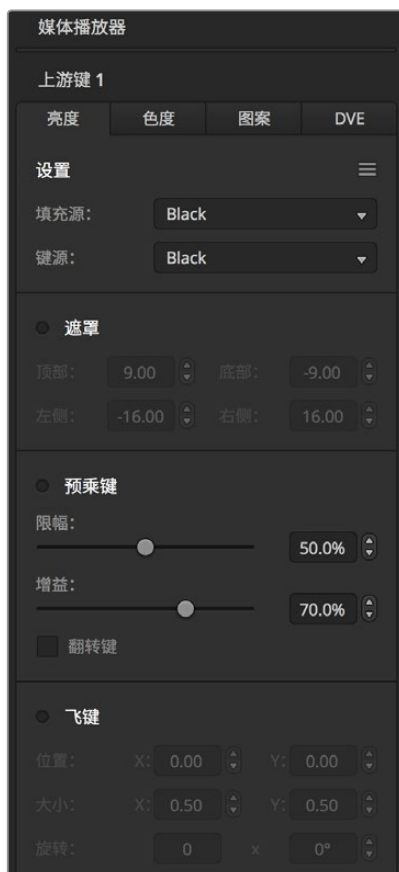 媒体播放器
上游键 1
亮度 色度 图案 DVE
设置
填充源: Black
键源: Black
遮罩
顶部: 9.00 底部: -9.00
左侧: -16.00 右侧: 16.00
预乘键
限幅:
50.0%
增益:
70.0%
翻转键
飞键
位置: X: 0.00 Y: 0.00
大小: X: 0.50 Y: 0.50
旋转: 0 x 0°